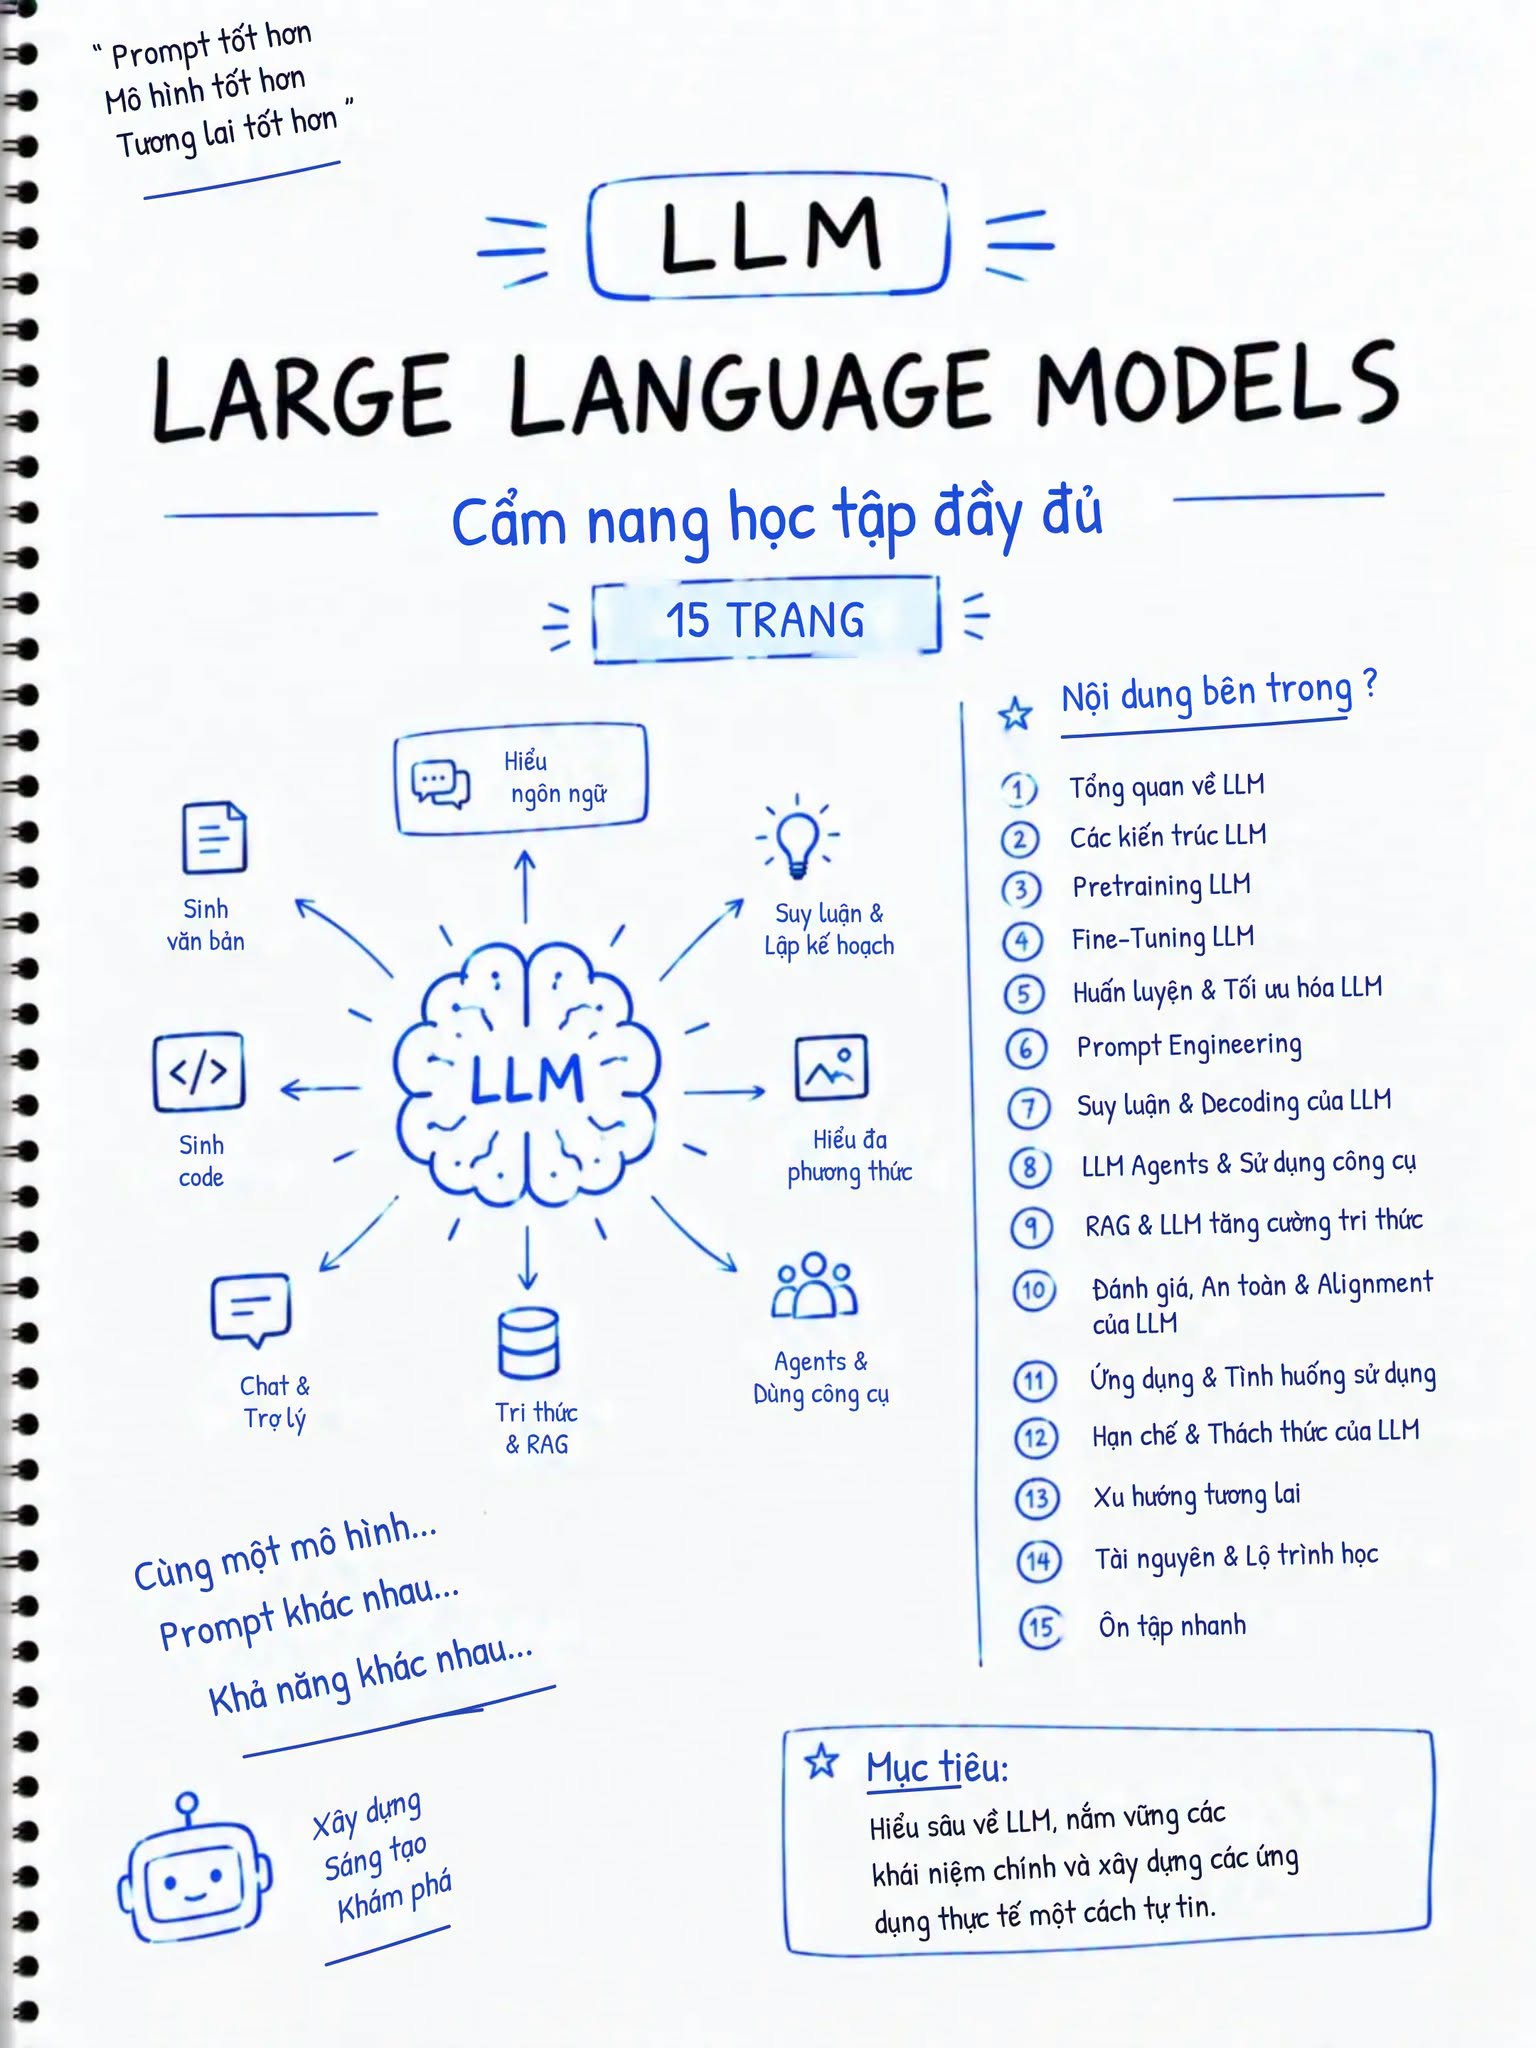 “ Prompt tốt hơn
Mô hình tốt hơn
Tương lai tốt hơn ”
LLM
LARGE LANGUAGE MODELS
Cẩm nang học tập đầy đủ
15 TRANG
Hiểu
ngôn ngữ
Sinh
văn bản
Suy luận &
Lập kế hoạch
LLM
</>
Sinh
code
Hiểu đa
phương thức
Chat &
Trợ lý
Tri thức
& RAG
Agents &
Dùng công cụ
Nội dung bên trong ?
1 Tổng quan về LLM
2 Các kiến trúc LLM
3 Pretraining LLM
4 Fine-Tuning LLM
5 Huấn luyện & Tối ưu hóa LLM
6 Prompt Engineering
7 Suy luận & Decoding của LLM
8 LLM Agents & Sử dụng công cụ
9 RAG & LLM tăng cường tri thức
10 Đánh giá, An toàn & Alignment
của LLM
11 Ứng dụng & Tình huống sử dụng
12 Hạn chế & Thách thức của LLM
13 Xu hướng tương lai
14 Tài nguyên & Lộ trình học
15 Ôn tập nhanh
Cùng một mô hình...
Prompt khác nhau...
Khả năng khác nhau...
Xây dựng
Sáng tạo
Khám phá
Mục tiêu:
Hiểu sâu về LLM, nắm vững các
khái niệm chính và xây dựng các ứng
dụng thực tế một cách tự tin.